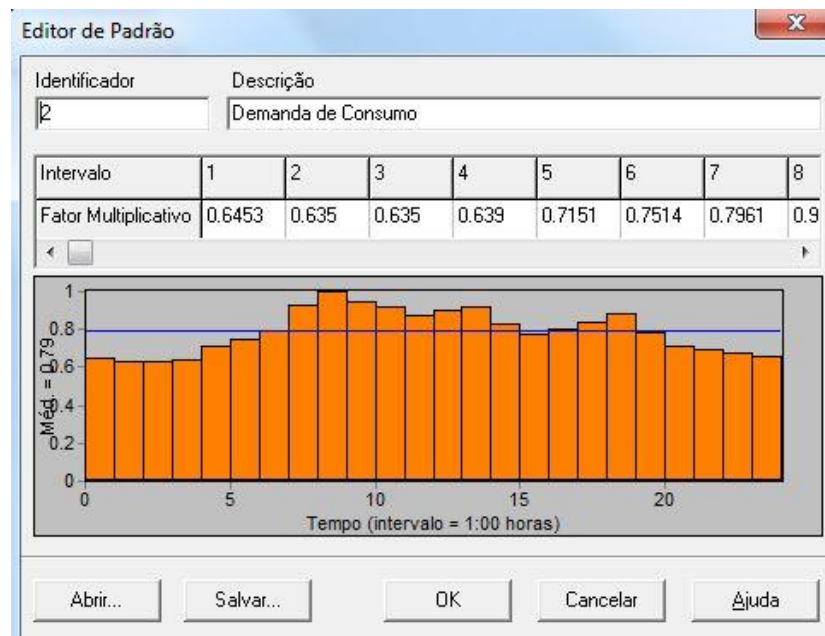 Editor de Padrão
Identificador Descrição
2 Demanda de Consumo
Intervalo 1 2 3 4 5 6 7 8
Fator Multiplicativo 0.6453 0.635 0.635 0.639 0.7151 0.7514 0.7961 0.9
Méd. = 0.79
1
0.8
0.6
0.4
0.2
0
0 5 10 15 20
Tempo (intervalo = 1:00 horas)
Abrir... Salvar... OK Cancelar Ajuda